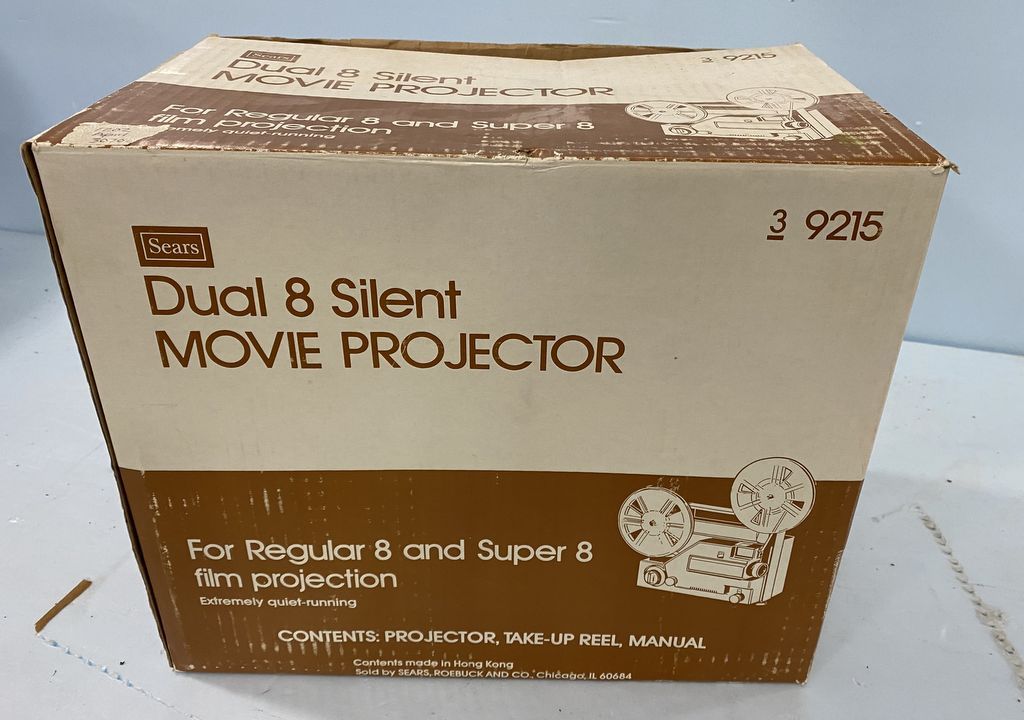 Sears
Dual 8 Silent
MOVIE PROJECTOR
3 9215
For Regular 8 and Super 8
film projection
Extremely quiet-running
Sears
3 9215
Dual 8 Silent
MOVIE PROJECTOR
For Regular 8 and Super 8
film projection
Extremely quiet-running
CONTENTS: PROJECTOR, TAKE-UP REEL, MANUAL
Contents made in Hong Kong
Sold by SEARS, ROEBUCK AND CO., Chicago, IL 60684